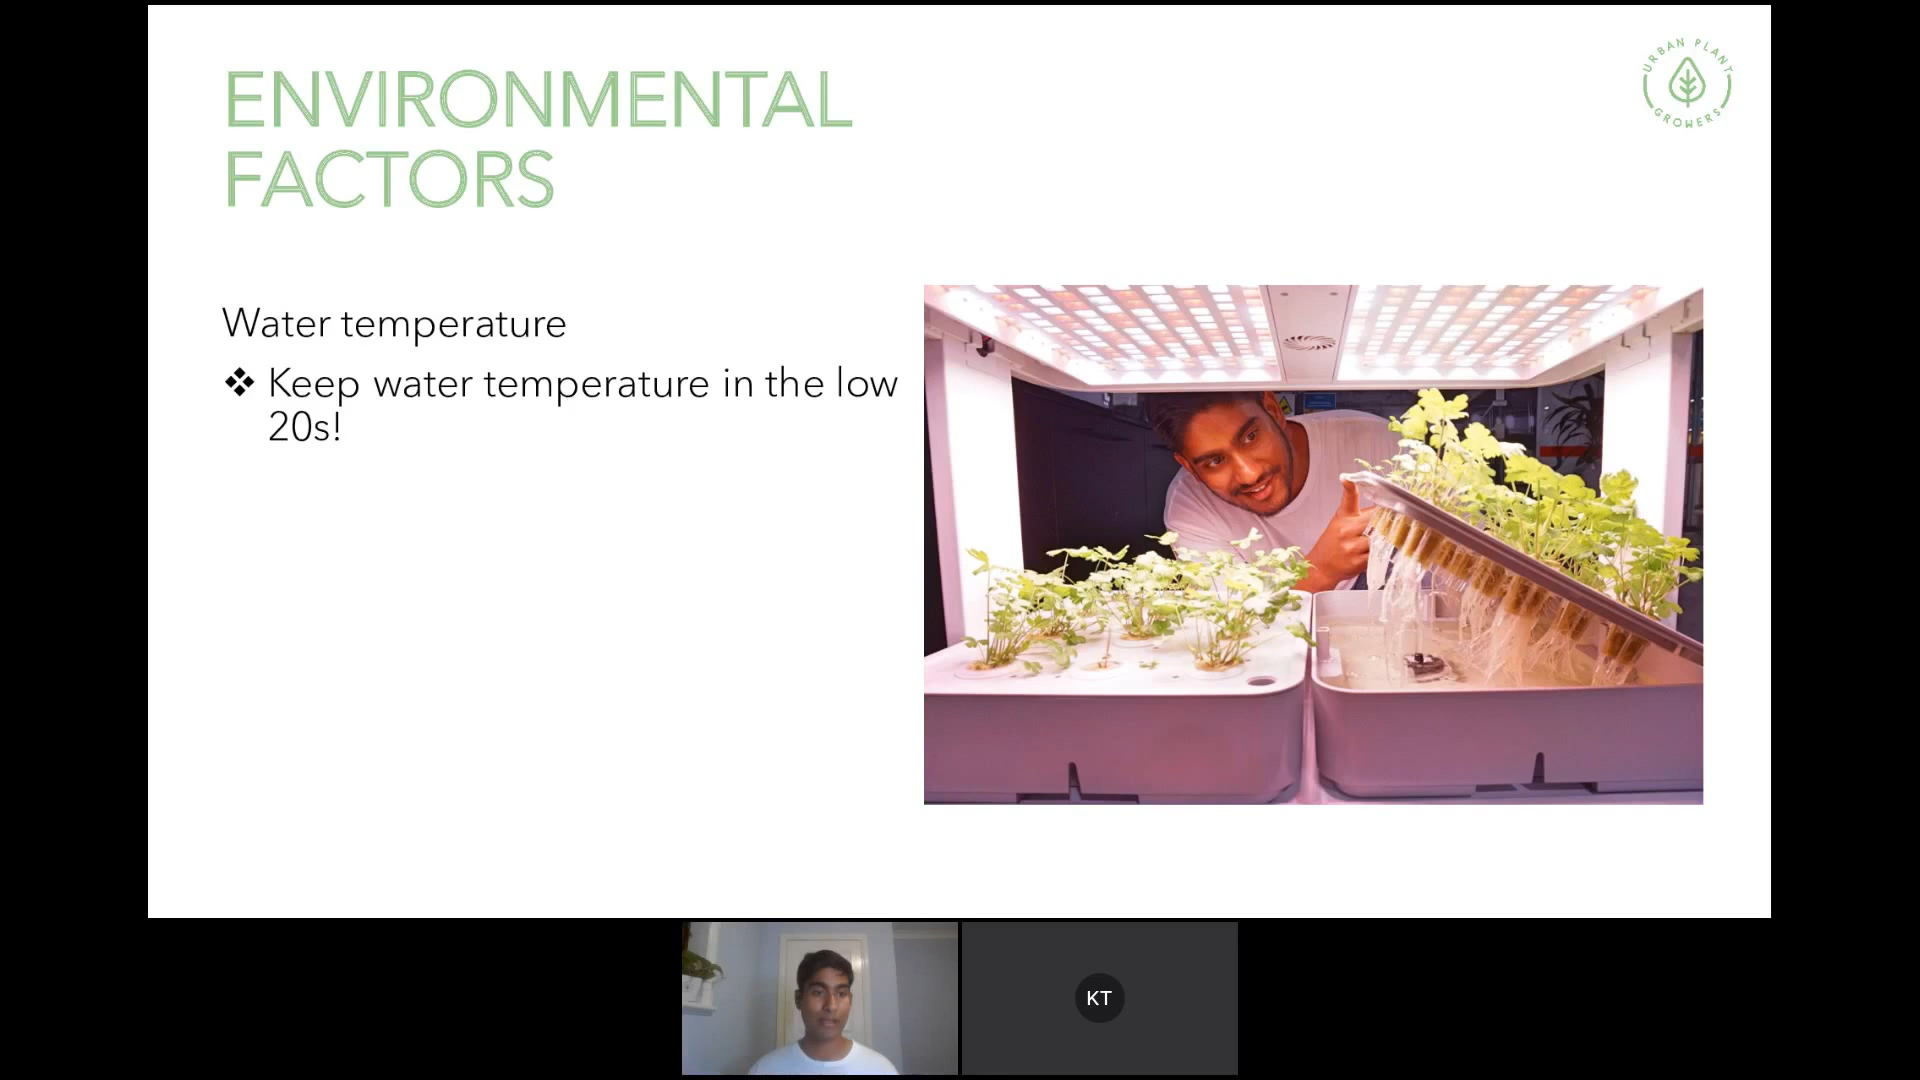 ENVIRONMENTAL
FACTORS
URBAN PLANT
GROWERS
Water temperature
❖ Keep water temperature in the low
20s!
KT